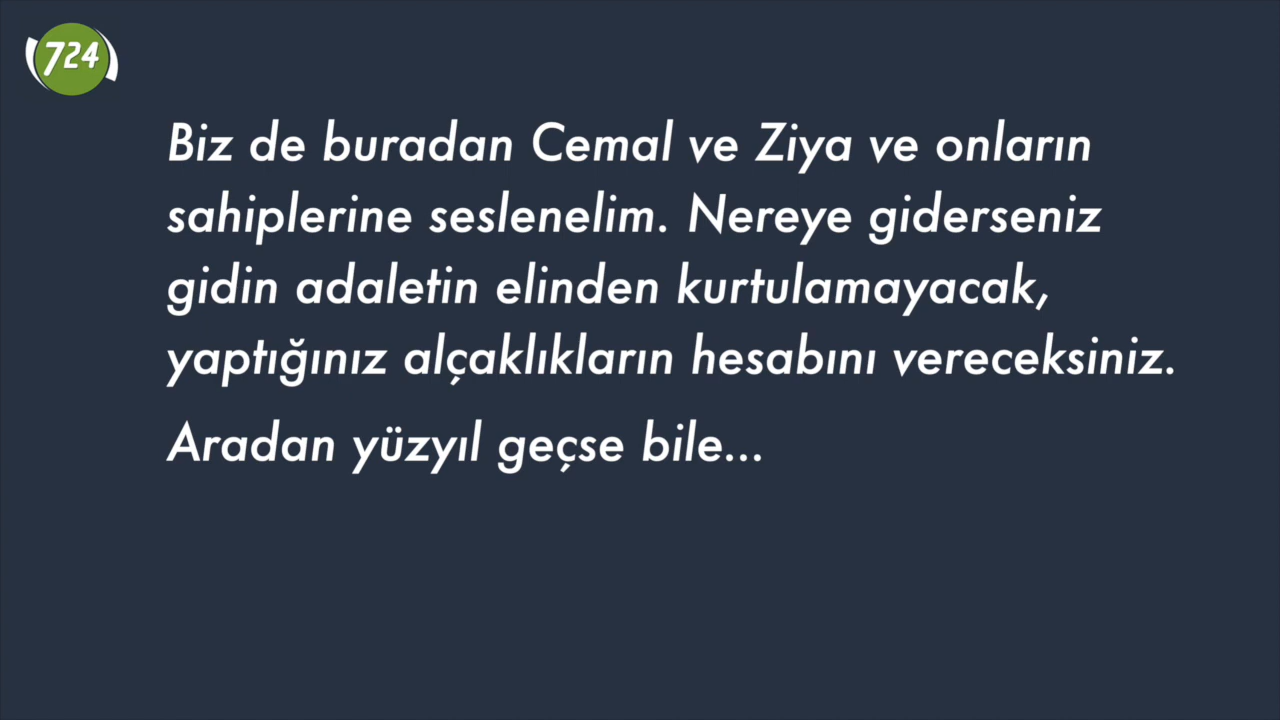 724
Biz de buradan Cemal ve Ziya ve onların
sahiplerine seslenelim. Nereye giderseniz
gidin adaletin elinden kurtulamayacak,
yaptığınız alçaklıkların hesabını vereceksiniz.
Aradan yüzyıl geçse bile...